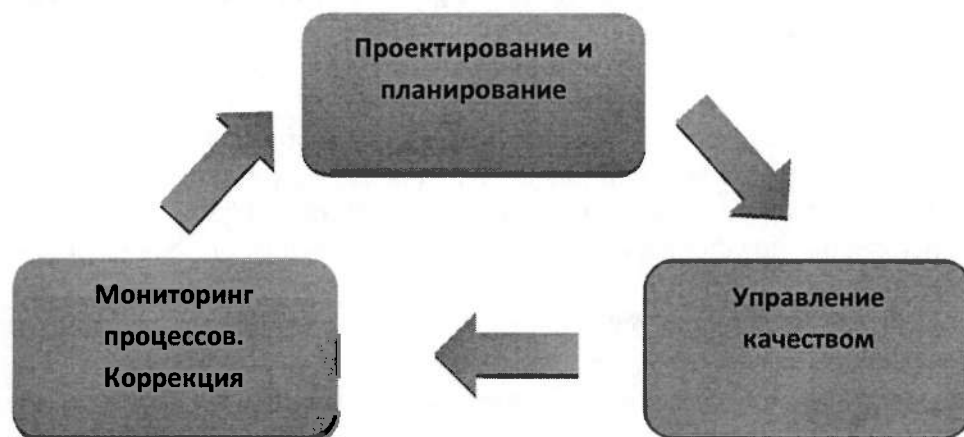 Проектирование и
планирование
Управление
качеством
Мониторинг
процессов.
Коррекция